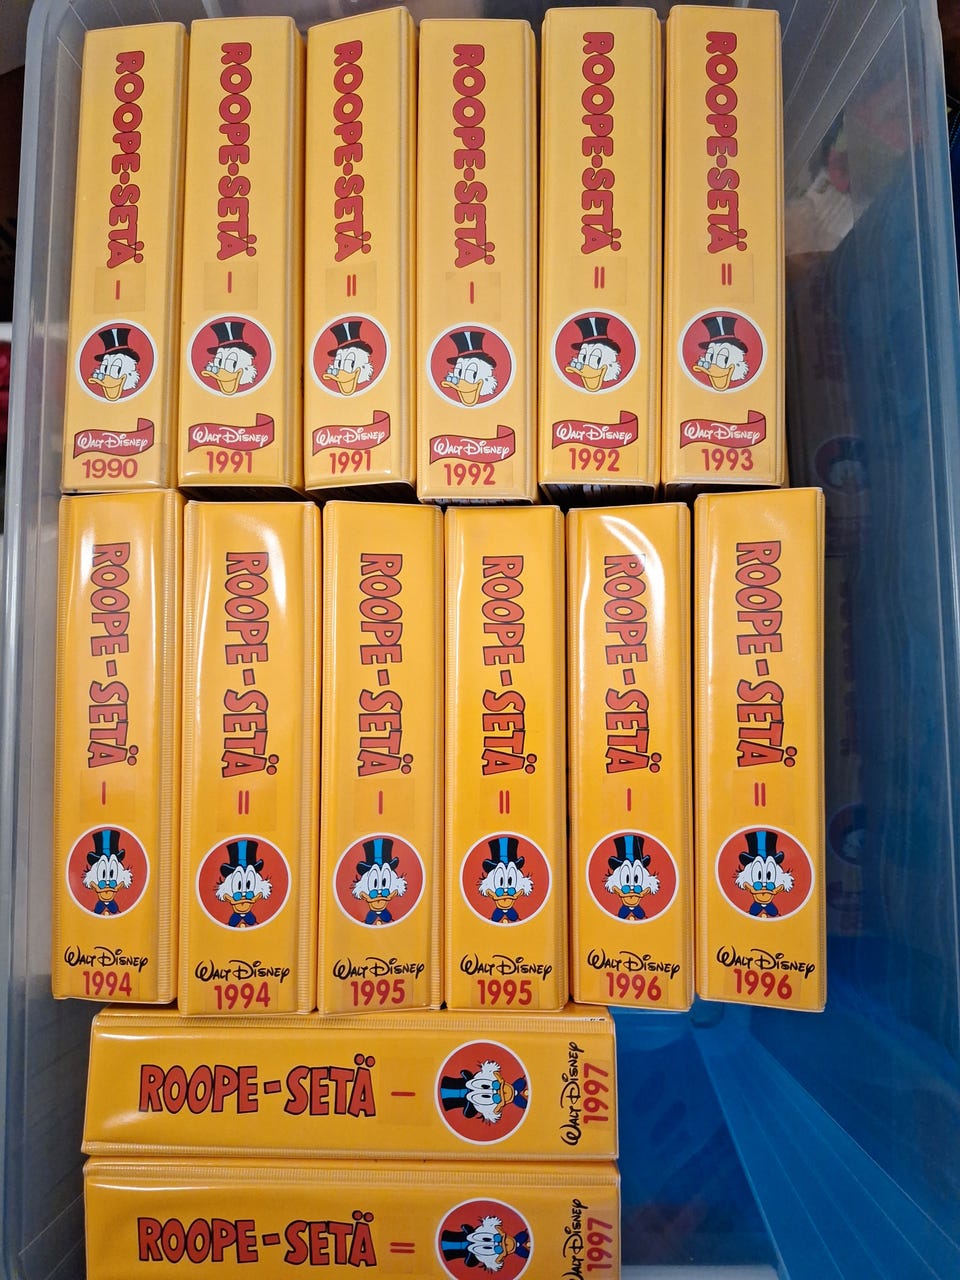 ROOPE-SETÄ I
WALT DISNEY
1990
ROOPE-SETÄ I
WALT DISNEY
1991
ROOPE-SETÄ II
WALT DISNEY
1991
ROOPE-SETÄ I
WALT DISNEY
1992
ROOPE-SETÄ II
WALT DISNEY
1992
ROOPE-SETÄ II
WALT DISNEY
1993
ROOPE-SETÄ I
WALT DISNEY
1994
ROOPE-SETÄ II
WALT DISNEY
1994
ROOPE-SETÄ I
WALT DISNEY
1995
ROOPE-SETÄ II
WALT DISNEY
1995
ROOPE-SETÄ I
WALT DISNEY
1996
ROOPE-SETÄ II
WALT DISNEY
1996
ROOPE-SETÄ I
WALT DISNEY
1997
ROOPE-SETÄ II
WALT DISNEY
1997